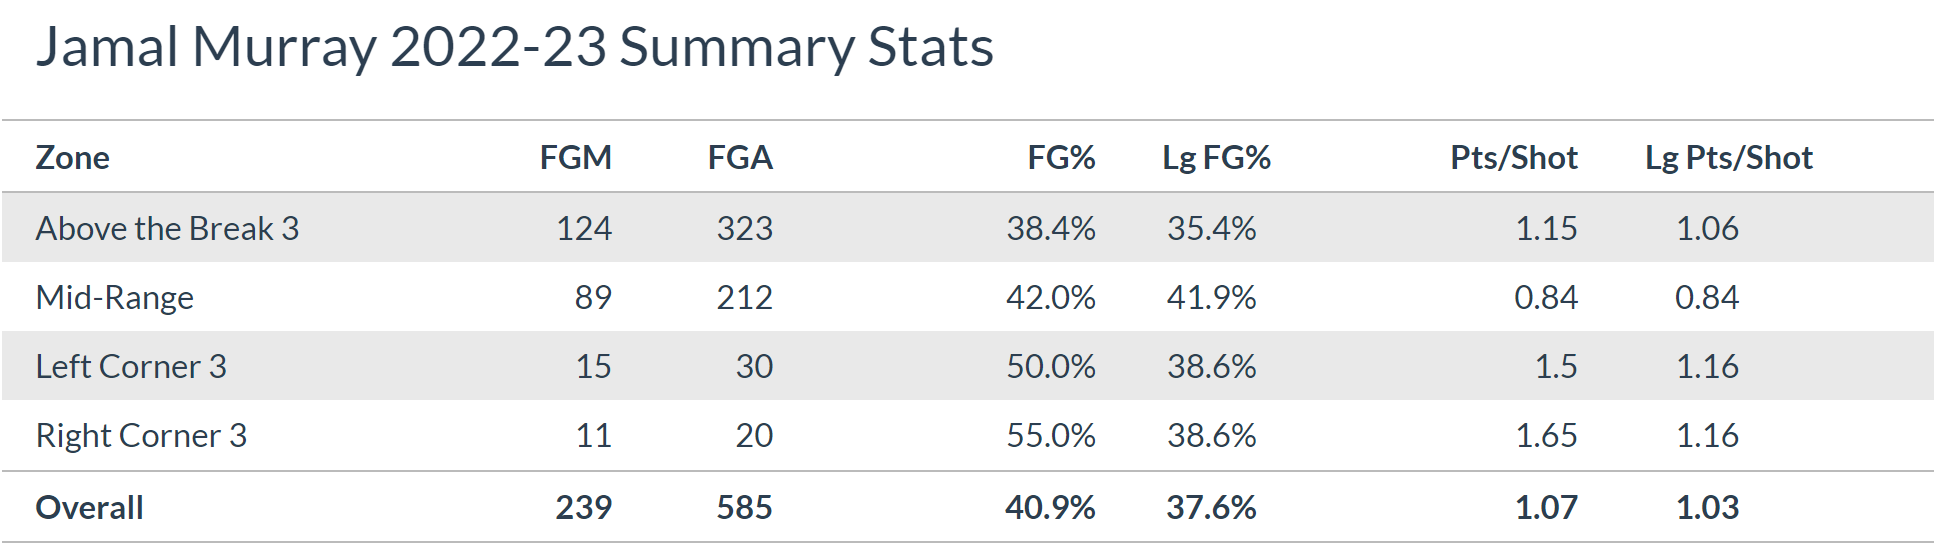 Jamal Murray 2022-23 Summary Stats
Zone FGM FGA FG% Lg FG% Pts/Shot Lg Pts/Shot
Above the Break 3 124 323 38.4% 35.4% 1.15 1.06
Mid-Range 89 212 42.0% 41.9% 0.84 0.84
Left Corner 3 15 30 50.0% 38.6% 1.5 1.16
Right Corner 3 11 20 55.0% 38.6% 1.65 1.16
Overall 239 585 40.9% 37.6% 1.07 1.03